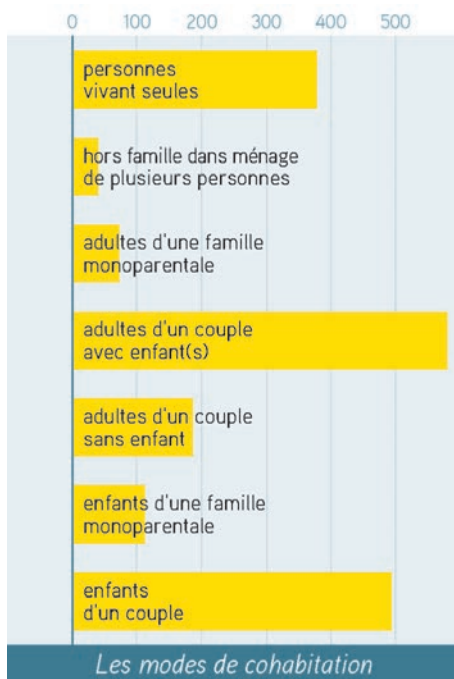 0 100 200 300 400 500
personnes
vivant seules
hors famille dans ménage
de plusieurs personnes
adultes d'une famille
monoparentale
adultes d'un couple
avec enfant(s)
adultes d'un couple
sans enfant
enfants d'une famille
monoparentale
enfants
d'un couple
Les modes de cohabitation